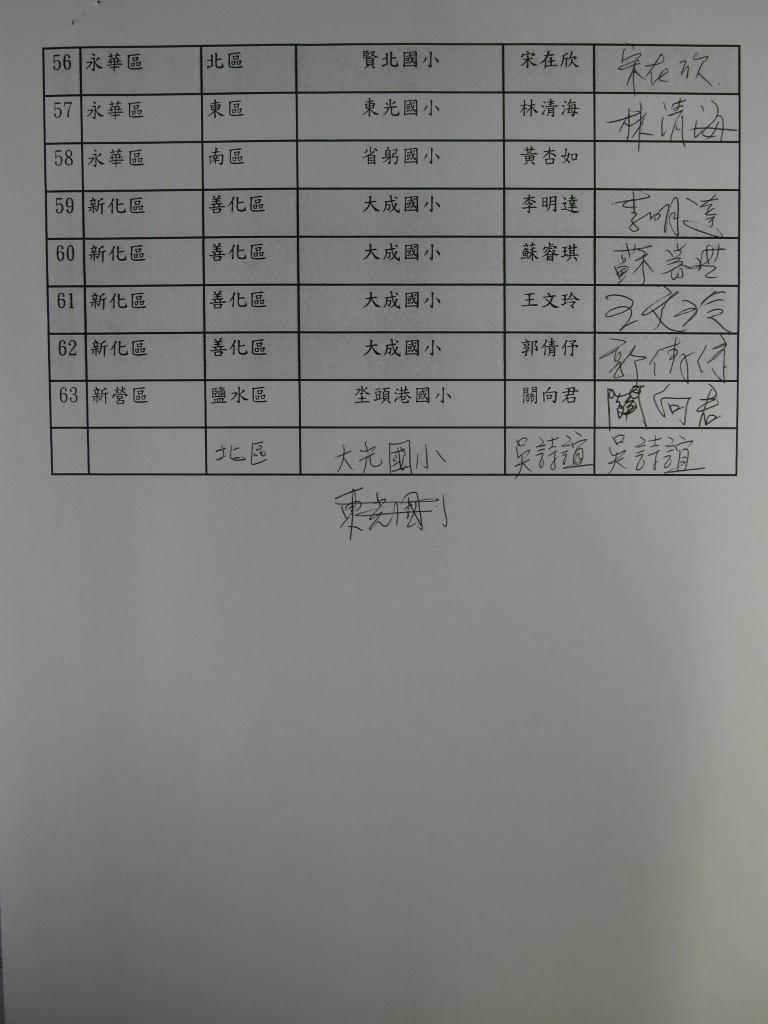 56 永華區 北區 賢北國小 宋在欣 宋在欣
57 永華區 東區 東光國小 林清海 林清海
58 永華區 南區 省躬國小 黃杏如
59 新化區 善化區 大成國小 李明達 李明達
60 新化區 善化區 大成國小 蘇睿琪 蘇睿琪
61 新化區 善化區 大成國小 王文玲 王文玲
62 新化區 善化區 大成國小 郭倩伃 郭倩伃
63 新營區 鹽水區 坔頭港國小 關向君 關向君
北區 大光國小 吳詩誼 吳詩誼
東光國小